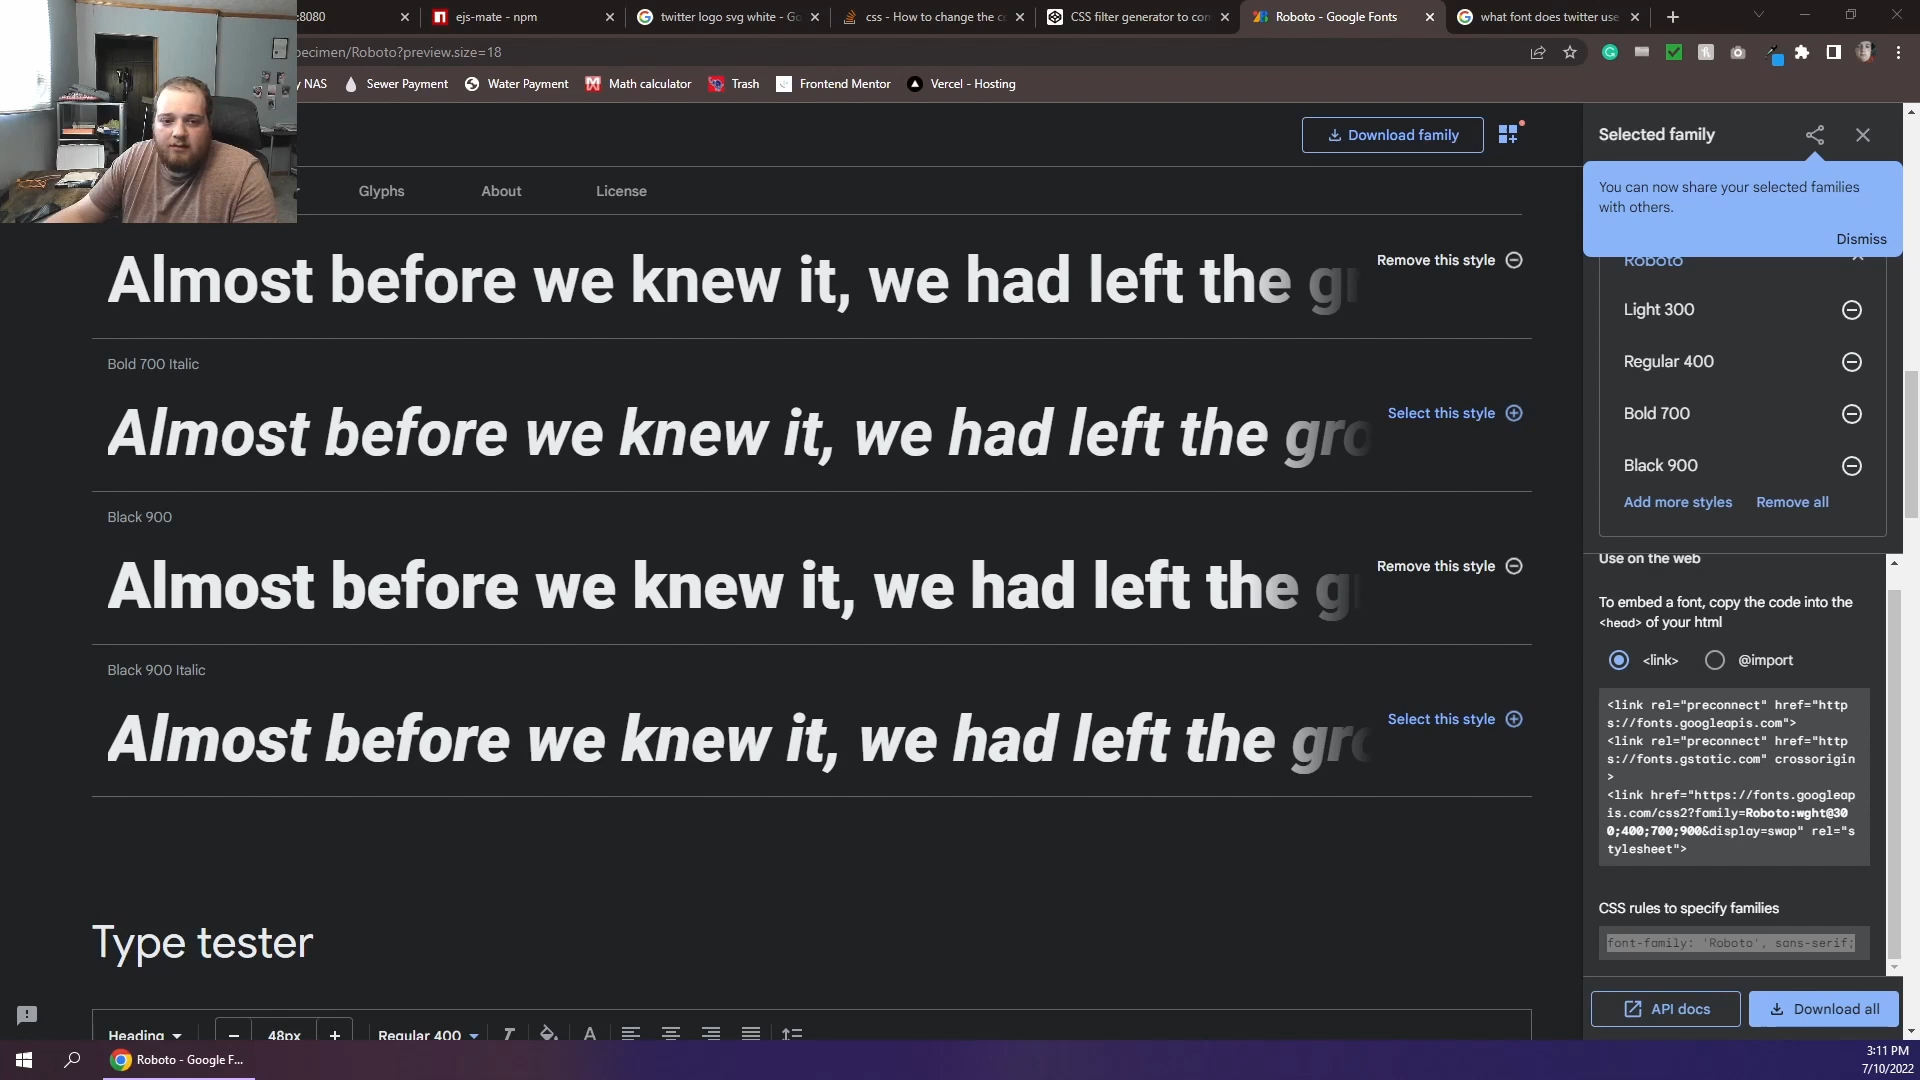 :8080
ejs-mate - npm
twitter logo svg white - Go
css - How to change the c
CSS filter generator to con
Roboto - Google Fonts
what font does twitter use
ecimen/Roboto?preview.size=18
NAS
Sewer Payment
Water Payment
Math calculator
Trash
Frontend Mentor
Vercel - Hosting
Download family
Glyphs
About
License
Almost before we knew it, we had left the gr
Remove this style
Bold 700 Italic
Almost before we knew it, we had left the gro
Select this style
Black 900
Almost before we knew it, we had left the g
Remove this style
Black 900 Italic
Almost before we knew it, we had left the gro
Select this style
Type tester
Heading
48px
Regular 400
Selected family
You can now share your selected families
with others.
Dismiss
Roboto
Light 300
Regular 400
Bold 700
Black 900
Add more styles
Remove all
Use on the web
To embed a font, copy the code into the
<head> of your html
<link>
@import
<link rel="preconnect" href="http
s://fonts.googleapis.com">
<link rel="preconnect" href="http
s://fonts.gstatic.com" crossorigin
>
<link href="https://fonts.googleap
is.com/css2?family=Roboto:wght@30
0;400;700;900&display=swap" rel="s
tylesheet">
CSS rules to specify families
font-family: 'Roboto', sans-serif;
API docs
Download all
Roboto - Google F...
3:11 PM
7/10/2022